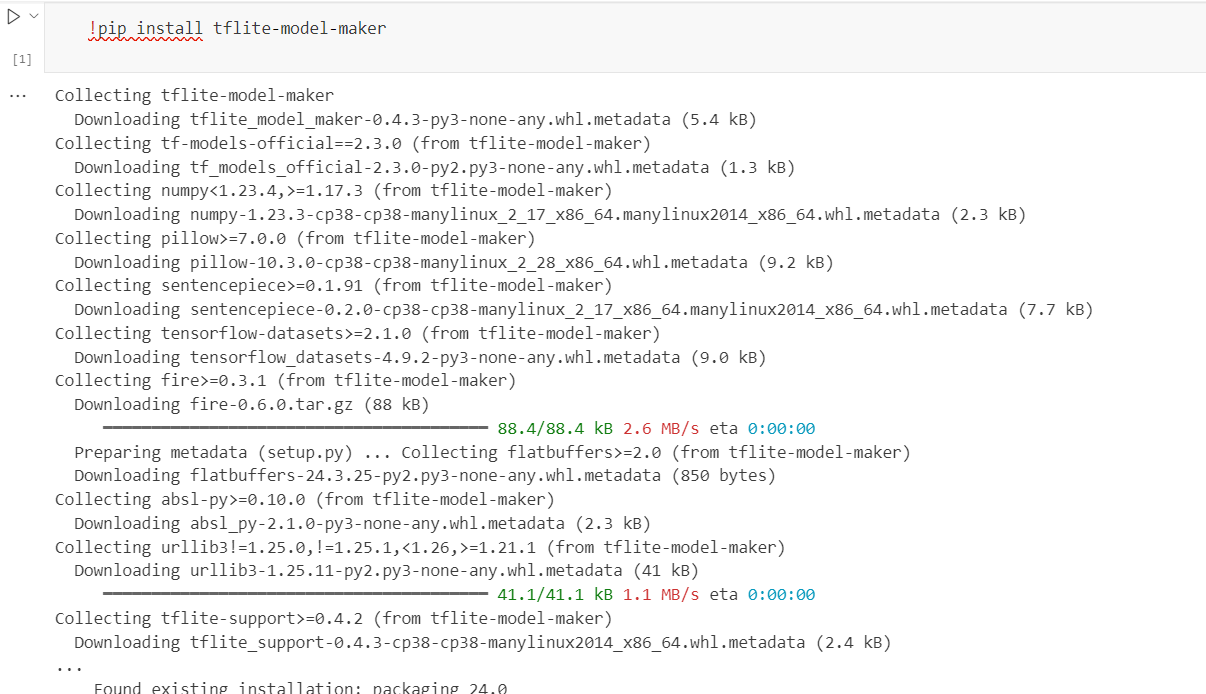 !pip install tflite-model-maker
[1]
... Collecting tflite-model-maker
Downloading tflite_model_maker-0.4.3-py3-none-any.whl.metadata (5.4 kB)
Collecting tf-models-official==2.3.0 (from tflite-model-maker)
Downloading tf_models_official-2.3.0-py2.py3-none-any.whl.metadata (1.3 kB)
Collecting numpy<1.23.4,>=1.17.3 (from tflite-model-maker)
Downloading numpy-1.23.3-cp38-cp38-manylinux_2_17_x86_64.manylinux2014_x86_64.whl.metadata (2.3 kB)
Collecting pillow>=7.0.0 (from tflite-model-maker)
Downloading pillow-10.3.0-cp38-cp38-manylinux_2_28_x86_64.whl.metadata (9.2 kB)
Collecting sentencepiece>=0.1.91 (from tflite-model-maker)
Downloading sentencepiece-0.2.0-cp38-cp38-manylinux_2_17_x86_64.manylinux2014_x86_64.whl.metadata (7.7 kB)
Collecting tensorflow-datasets>=2.1.0 (from tflite-model-maker)
Downloading tensorflow_datasets-4.9.2-py3-none-any.whl.metadata (9.0 kB)
Collecting fire>=0.3.1 (from tflite-model-maker)
Downloading fire-0.6.0.tar.gz (88 kB)
88.4/88.4 kB 2.6 MB/s eta 0:00:00
Preparing metadata (setup.py) ... Collecting flatbuffers>=2.0 (from tflite-model-maker)
Downloading flatbuffers-24.3.25-py2.py3-none-any.whl.metadata (850 bytes)
Collecting absl-py>=0.10.0 (from tflite-model-maker)
Downloading absl_py-2.1.0-py3-none-any.whl.metadata (2.3 kB)
Collecting urllib3!=1.25.0,!=1.25.1,<1.26,>=1.21.1 (from tflite-model-maker)
Downloading urllib3-1.25.11-py2.py3-none-any.whl.metadata (41 kB)
41.1/41.1 kB 1.1 MB/s eta 0:00:00
Collecting tflite-support>=0.4.2 (from tflite-model-maker)
Downloading tflite_support-0.4.3-cp38-cp38-manylinux2014_x86_64.whl.metadata (2.4 kB)
...
Found existing installation: packaging 24.0